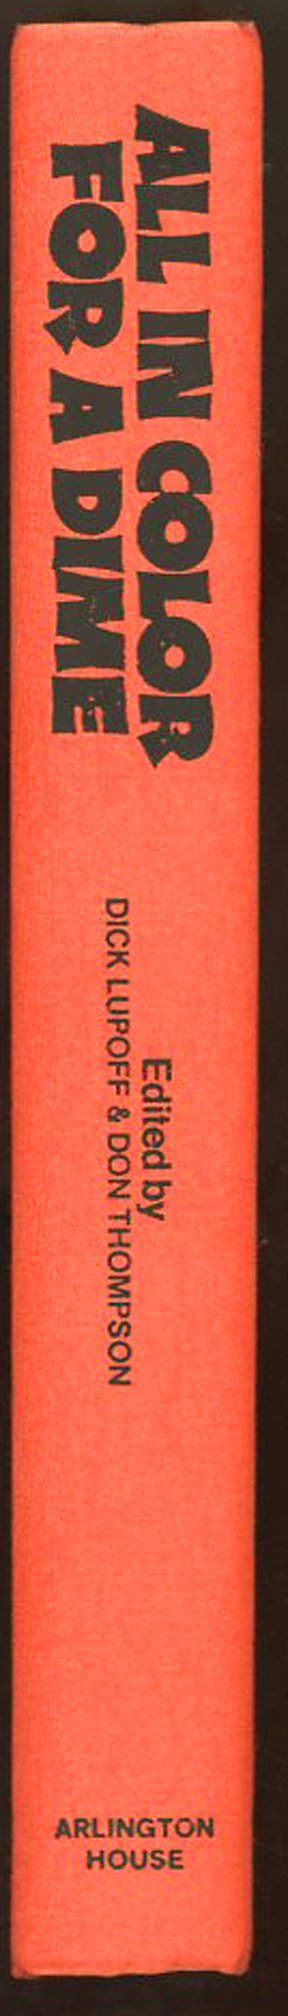 ALL IN COLOR
FOR A DIME
Edited by
DICK LUPOFF & DON THOMPSON
ARLINGTON
HOUSE